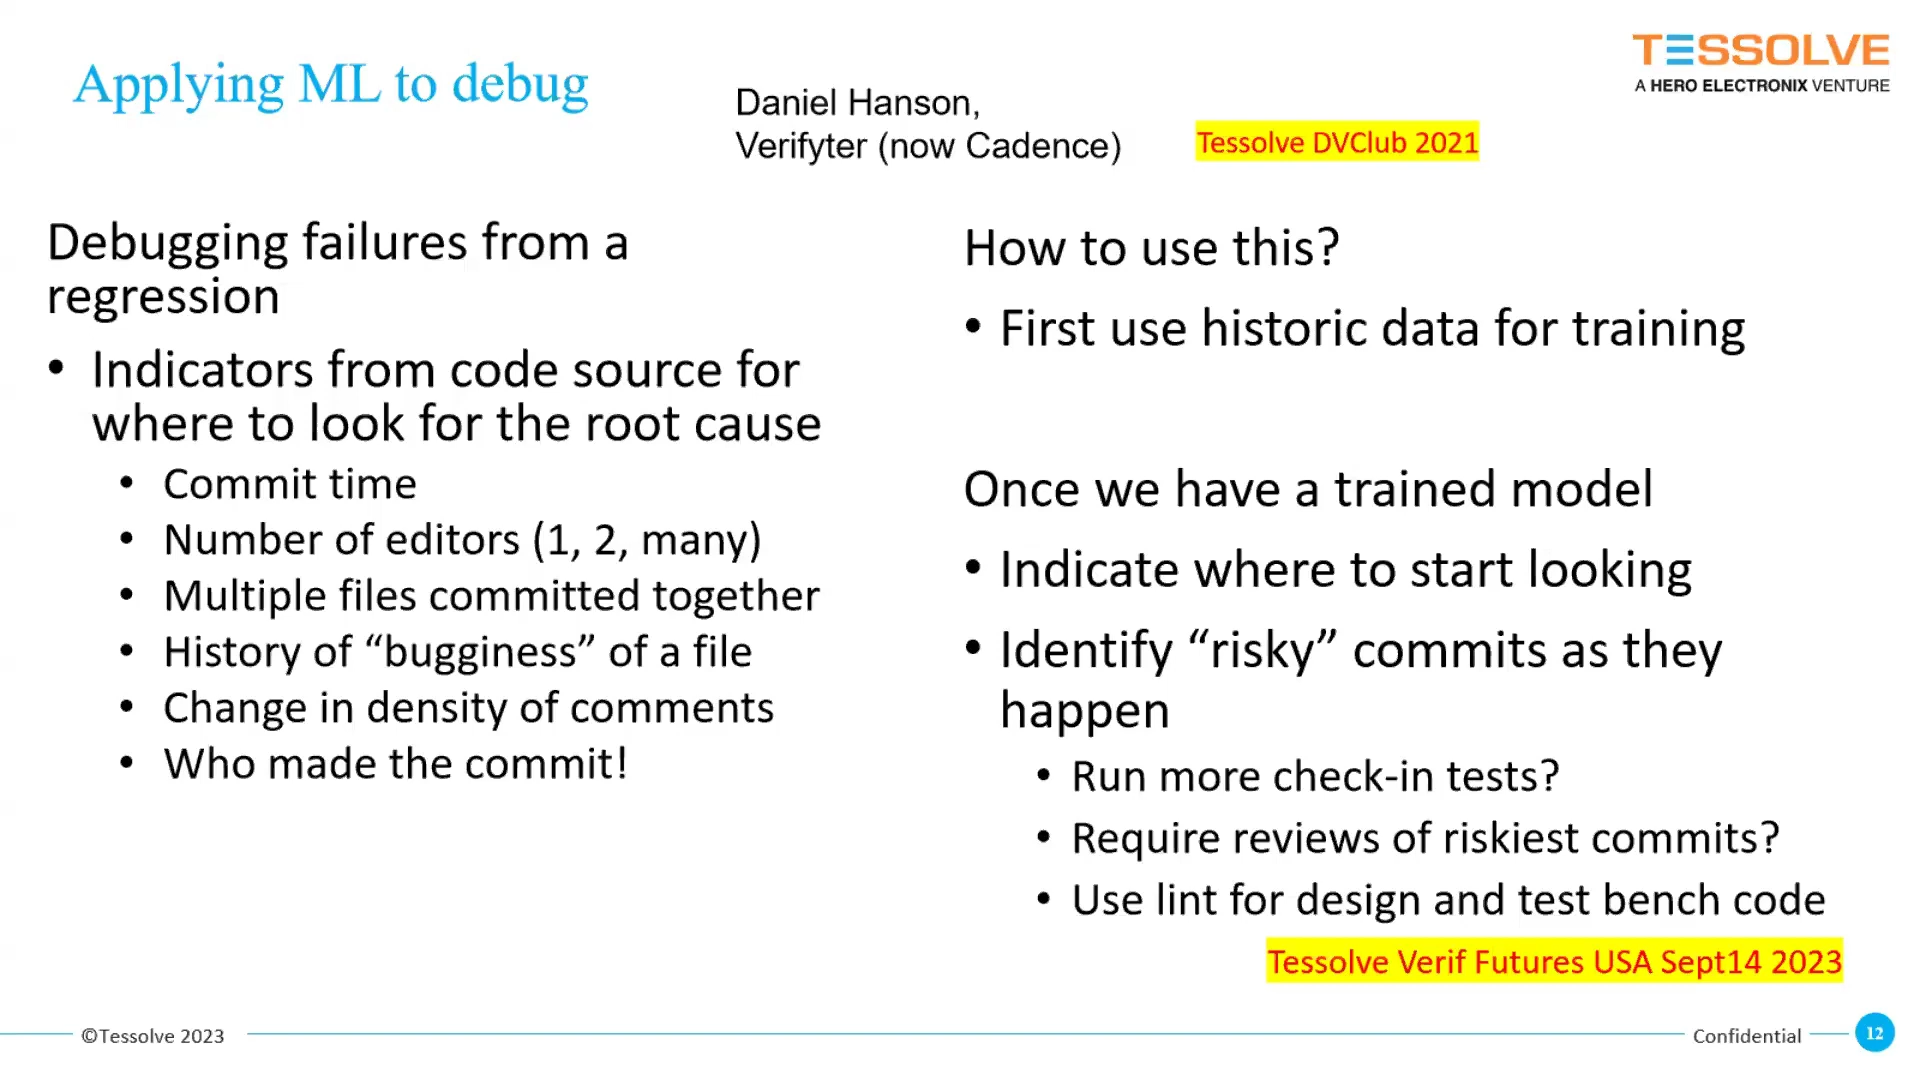 Applying ML to debug
Daniel Hanson,
Verifyter (now Cadence)
Tessolve DVClub 2021
TESSOLVE
A HERO ELECTRONIX VENTURE
Debugging failures from a
regression
• Indicators from code source for
where to look for the root cause
• Commit time
• Number of editors (1, 2, many)
• Multiple files committed together
• History of “bugginess” of a file
• Change in density of comments
• Who made the commit!
How to use this?
• First use historic data for training
Once we have a trained model
• Indicate where to start looking
• Identify “risky” commits as they
happen
• Run more check-in tests?
• Require reviews of riskiest commits?
• Use lint for design and test bench code
Tessolve Verif Futures USA Sept14 2023
©Tessolve 2023
Confidential
12